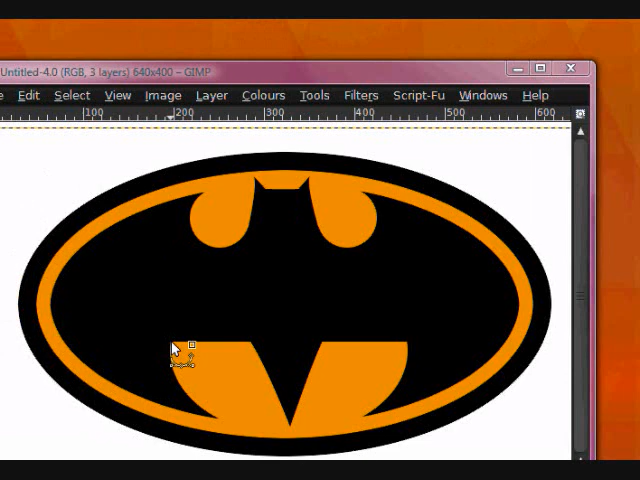 Untitled-4.0 (RGB, 3 layers) 640x400 – GIMP
e Edit Select View Image Layer Colours Tools Filters Script-Fu Windows Help
100 200 300 400 500 600